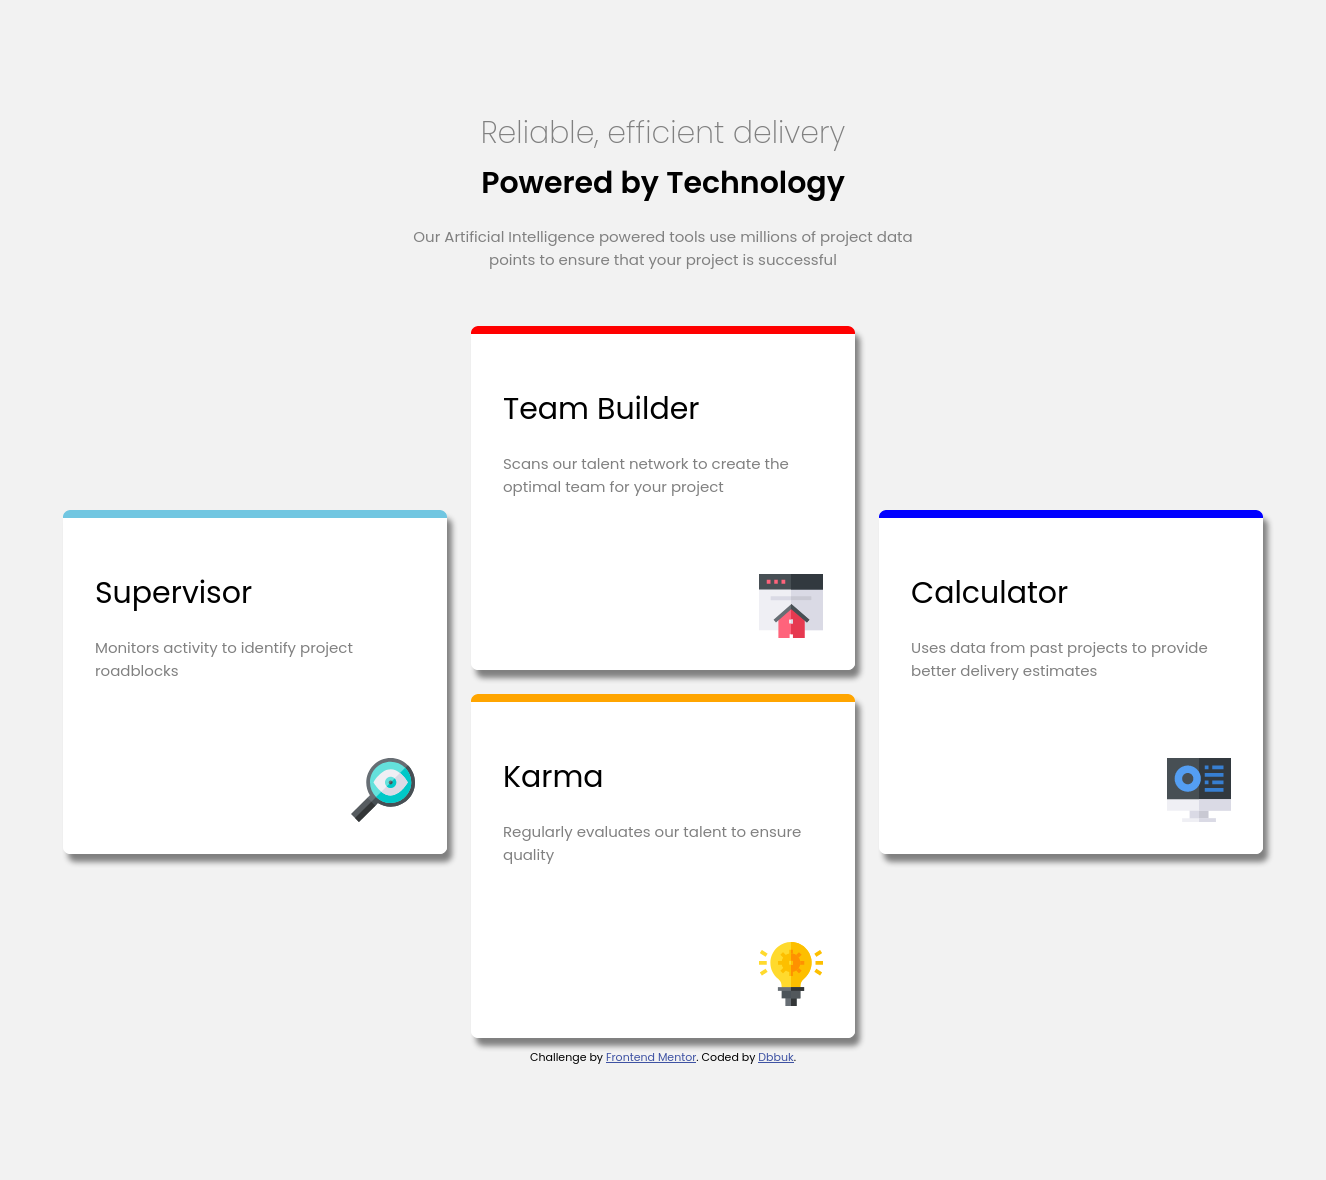 Reliable, efficient delivery
Powered by Technology
Our Artificial Intelligence powered tools use millions of project data
points to ensure that your project is successful
Supervisor
Monitors activity to identify project
roadblocks
Team Builder
Scans our talent network to create the
optimal team for your project
Karma
Regularly evaluates our talent to ensure
quality
Calculator
Uses data from past projects to provide
better delivery estimates
Challenge by Frontend Mentor. Coded by Dbbuk.